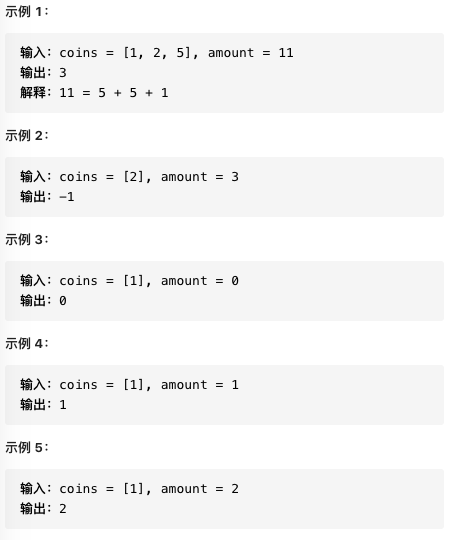 示例 1：
输入：coins = [1, 2, 5], amount = 11
输出：3
解释：11 = 5 + 5 + 1
示例 2：
输入：coins = [2], amount = 3
输出：-1
示例 3：
输入：coins = [1], amount = 0
输出：0
示例 4：
输入：coins = [1], amount = 1
输出：1
示例 5：
输入：coins = [1], amount = 2
输出：2